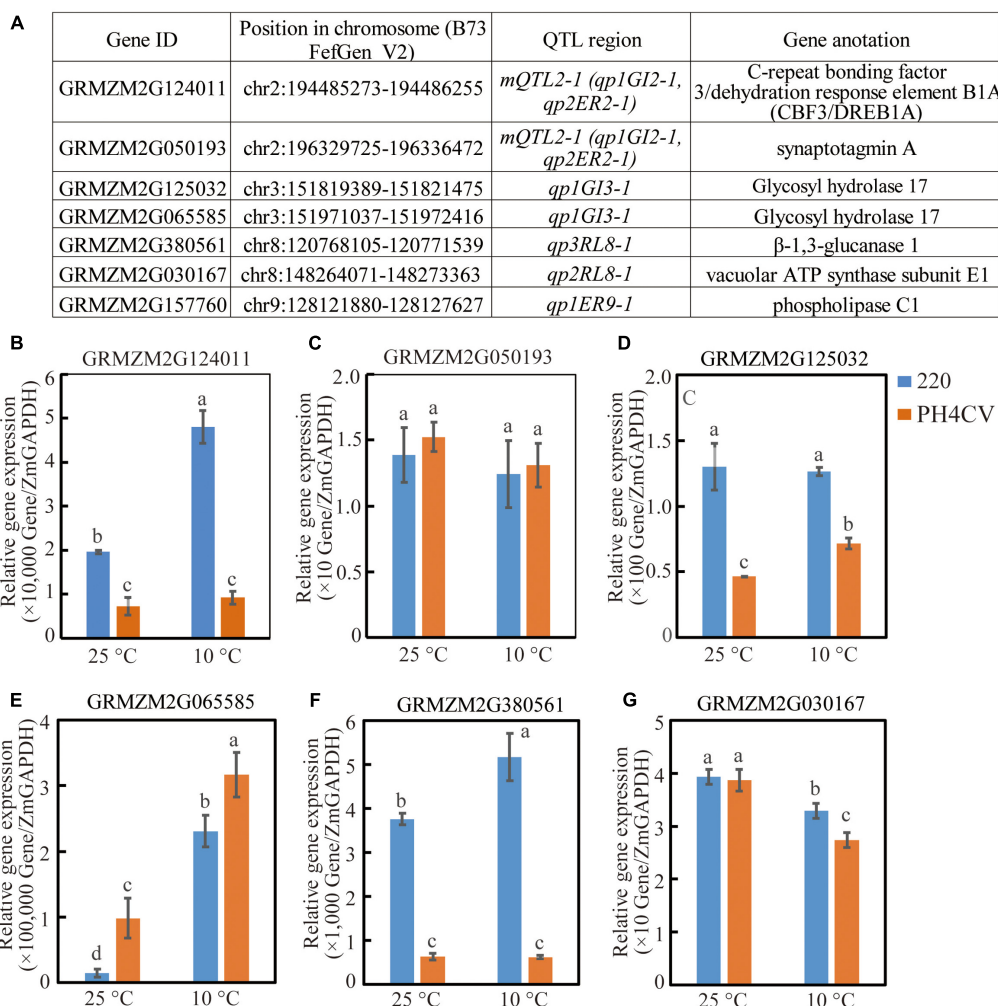 A
Gene ID
Position in chromosome (B73
FefGen_V2)
QTL region
Gene anotation
GRMZM2G124011
chr2:194485273-194486255
mQTL2-1 (qp1GI2-1,
qp2ER2-1)
C-repeat bonding factor
3/dehydration response element B1A
(CBF3/DREB1A)
GRMZM2G050193
chr2:196329725-196336472
mQTL2-1 (qp1GI2-1,
qp2ER2-1)
synaptotagmin A
GRMZM2G125032
chr3:151819389-151821475
qp1GI3-1
Glycosyl hydrolase 17
GRMZM2G065585
chr3:151971037-151972416
qp1GI3-1
Glycosyl hydrolase 17
GRMZM2G380561
chr8:120768105-120771539
qp3RL8-1
β-1,3-glucanase 1
GRMZM2G030167
chr8:148264071-148273363
qp2RL8-1
vacuolar ATP synthase subunit E1
GRMZM2G157760
chr9:128121880-128127627
qp1ER9-1
phospholipase C1
B
GRMZM2G124011
Relative gene expression
(×10,000 Gene/ZmGAPDH)
6
5
4
3
2
1
0
b
c
a
c
25 °C
10 °C
C
GRMZM2G050193
Relative gene expression
(×10 Gene/ZmGAPDH)
2.0
1.5
1.0
0.5
0
a
a
a
a
25 °C
10 °C
D
GRMZM2G125032
Relative gene expression
(×100 Gene/ZmGAPDH)
2.0
1.5
1.0
0.5
0
C
a
c
a
b
25 °C
10 °C
220
PH4CV
E
GRMZM2G065585
Relative gene expression
(×100,000 Gene/ZmGAPDH)
4
3
2
1
0
d
c
b
a
25 °C
10 °C
F
GRMZM2G380561
Relative gene expression
(×1,000 Gene/ZmGAPDH)
6
5
4
3
2
1
0
b
c
a
c
25 °C
10 °C
G
GRMZM2G030167
Relative gene expression
(×10 Gene/ZmGAPDH)
5
4
3
2
1
0
a
a
b
c
25 °C
10 °C